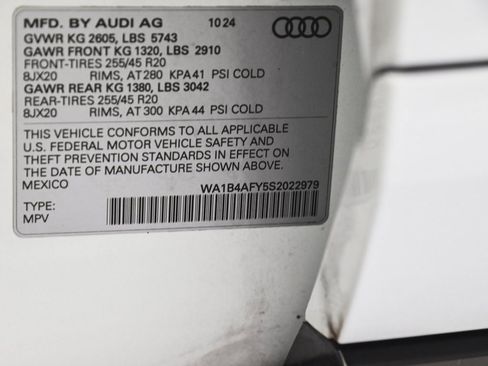 MFD. BY AUDI AG 10 24
GVWR KG 2605, LBS 5743
GAWR FRONT KG 1320, LBS 2910
FRONT-TIRES 255/45 R20
8JX20 RIMS, AT 280 KPA 41 PSI COLD
GAWR REAR KG 1380, LBS 3042
REAR-TIRES 255/45 R20
8JX20 RIMS, AT 300 KPA 44 PSI COLD
THIS VEHICLE CONFORMS TO ALL APPLICABLE
U.S. FEDERAL MOTOR VEHICLE SAFETY AND
THEFT PREVENTION STANDARDS IN EFFECT ON
THE DATE OF MANUFACTURE SHOWN ABOVE.
MEXICO WA1B4AFY5S2022979
TYPE:
MPV